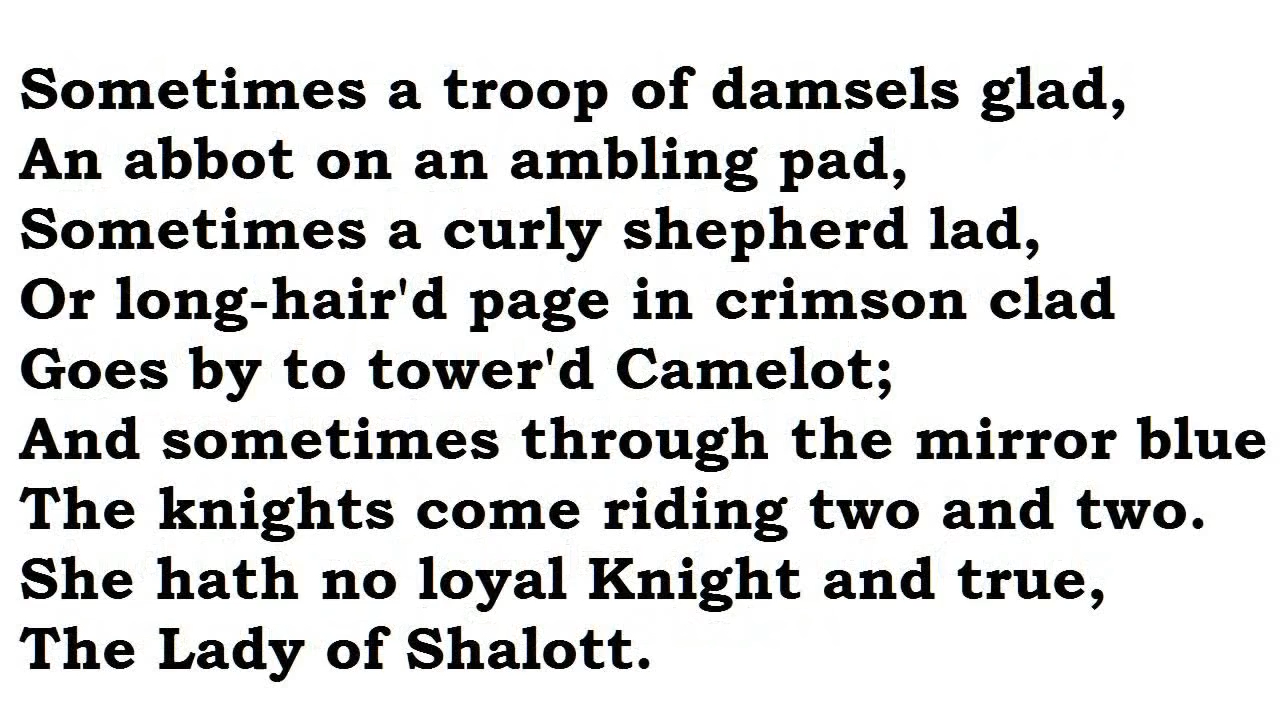 Sometimes a troop of damsels glad,
An abbot on an ambling pad,
Sometimes a curly shepherd lad,
Or long-hair'd page in crimson clad
Goes by to tower'd Camelot;
And sometimes through the mirror blue
The knights come riding two and two.
She hath no loyal Knight and true,
The Lady of Shalott.